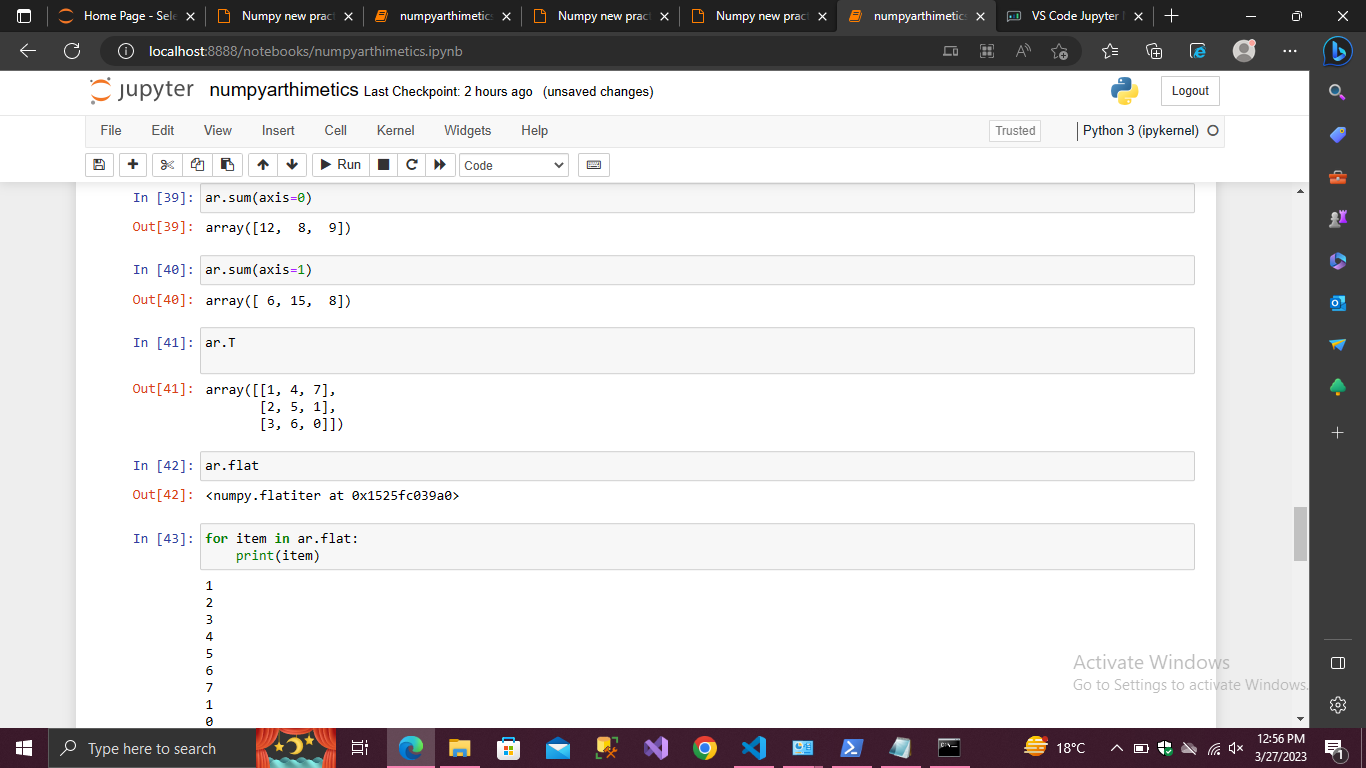 Home Page - Sele
Numpy new pract
numpyarthimetics
Numpy new pract
Numpy new pract
numpyarthimetics
VS Code Jupyter N
localhost:8888/notebooks/numpyarthimetics.ipynb
jupyter numpyarthimetics Last Checkpoint: 2 hours ago (unsaved changes)
Logout
File Edit View Insert Cell Kernel Widgets Help
Trusted
Python 3 (ipykernel)
Run
Code
In [39]: ar.sum(axis=0)
Out[39]: array([12,  8,  9])
In [40]: ar.sum(axis=1)
Out[40]: array([ 6, 15,  8])
In [41]: ar.T
Out[41]: array([[1, 4, 7],
[2, 5, 1],
[3, 6, 0]])
In [42]: ar.flat
Out[42]: <numpy.flatiter at 0x1525fc039a0>
In [43]: for item in ar.flat:
print(item)
1
2
3
4
5
6
7
1
0
Activate Windows
Go to Settings to activate Windows.
Type here to search
18°C
12:56 PM
3/27/2023
1